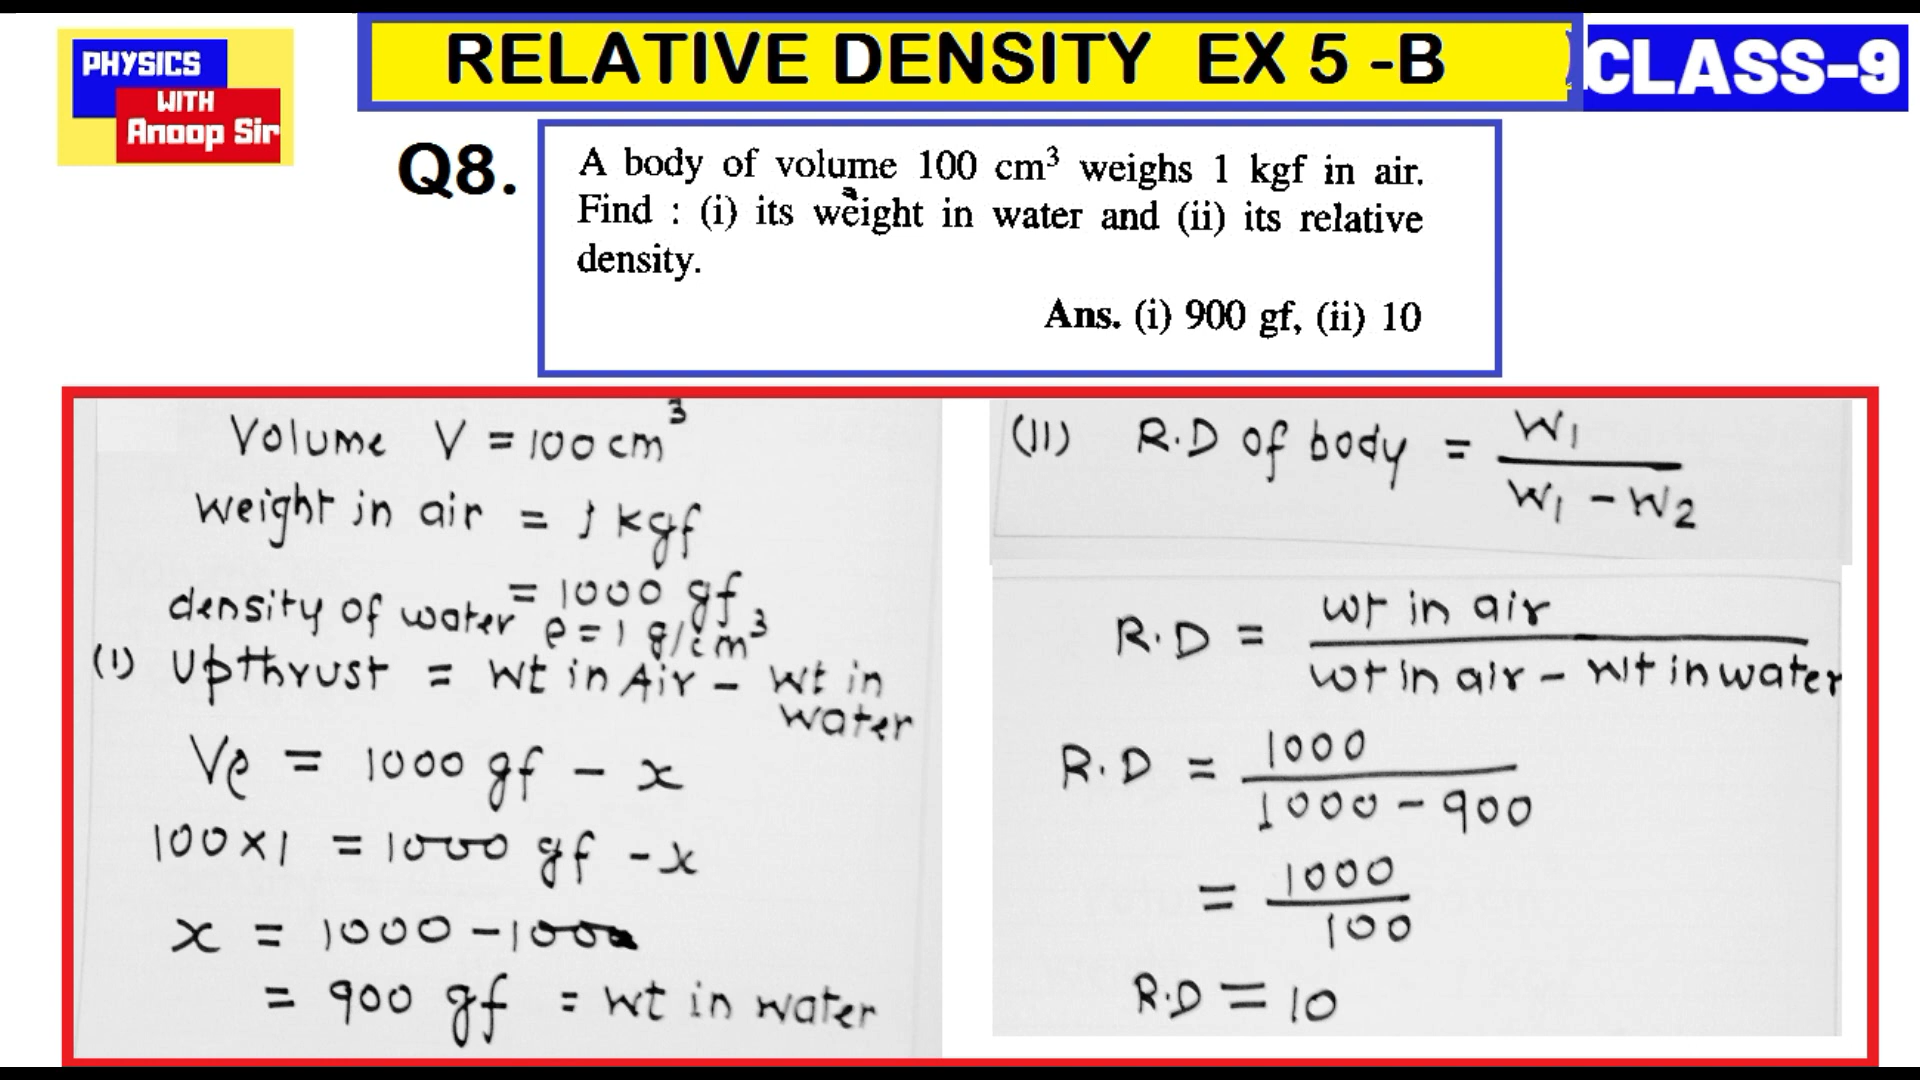 PHYSICS
WITH
Anoop Sir
RELATIVE DENSITY EX 5 -B
CLASS-9
Q8.
A body of volume 100 cm³ weighs 1 kgf in air.
Find : (i) its weight in water and (ii) its relative
density.
Ans. (i) 900 gf, (ii) 10
Volume V = 100 cm³
weight in air = 1 kgf
= 1000 gf
density of water ρ = 1 g/cm³
(I) Upthrust = Wt in Air - Wt in
water
Vρ = 1000 gf - x
100 × 1 = 1000 gf - x
x = 1000 - 100
= 900 gf = wt in water
(II) R.D of body = W₁
W₁ - W₂
R.D = wt in air
wt in air - wt in water
R.D = 1000
1000 - 900
= 1000
100
R.D = 10